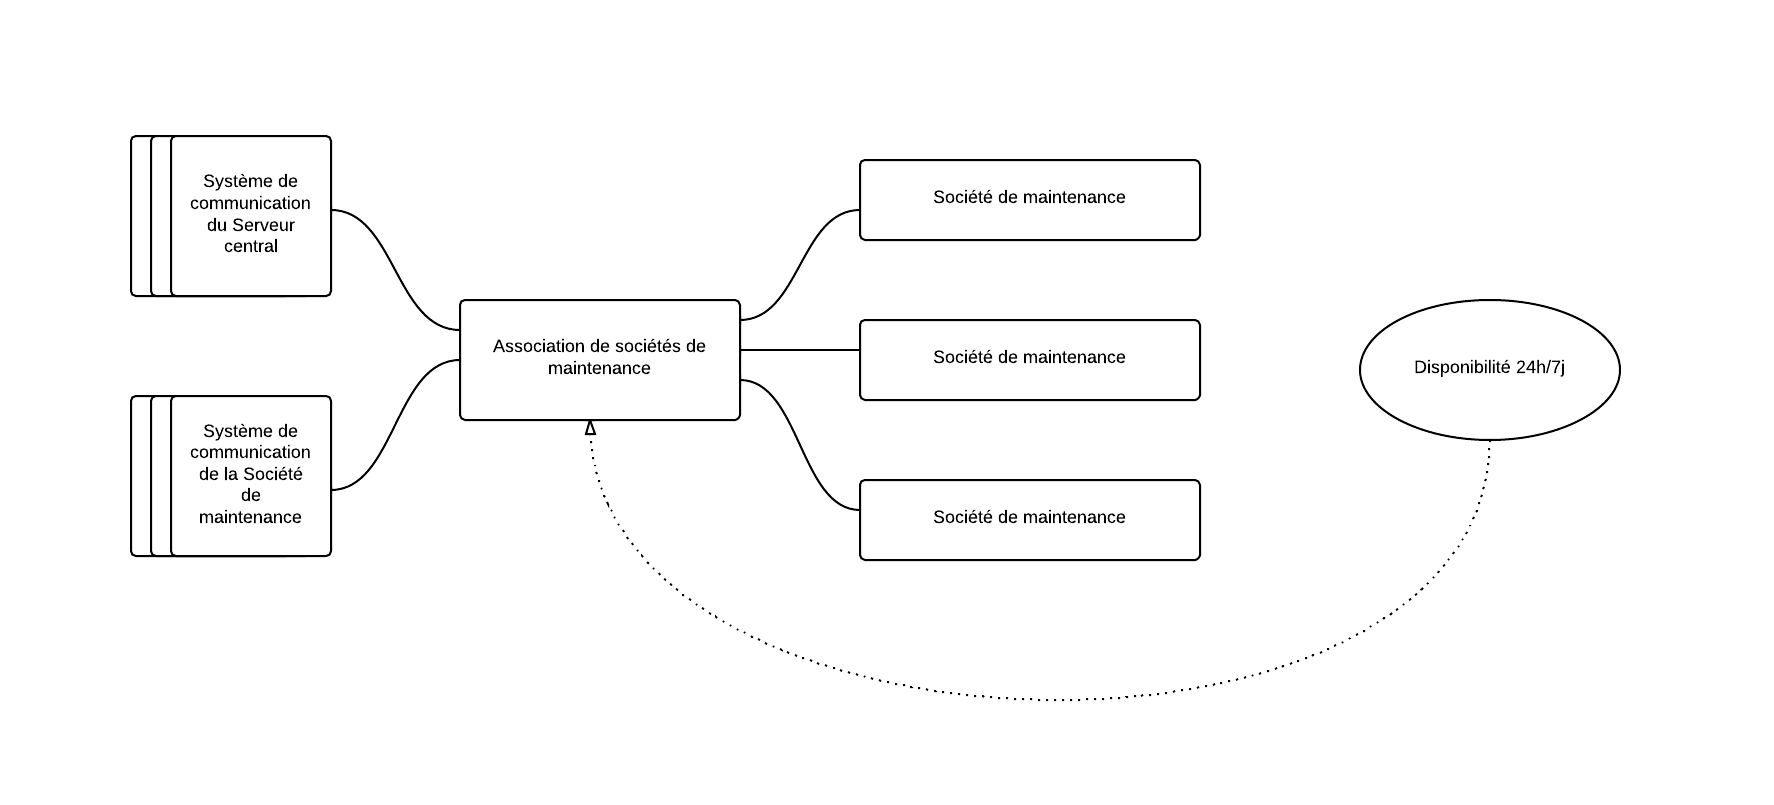 Système de
communication
du Serveur
central
Système de
communication
de la Société
de
maintenance
Association de sociétés de
maintenance
Société de maintenance
Société de maintenance
Société de maintenance
Disponibilité 24h/7j